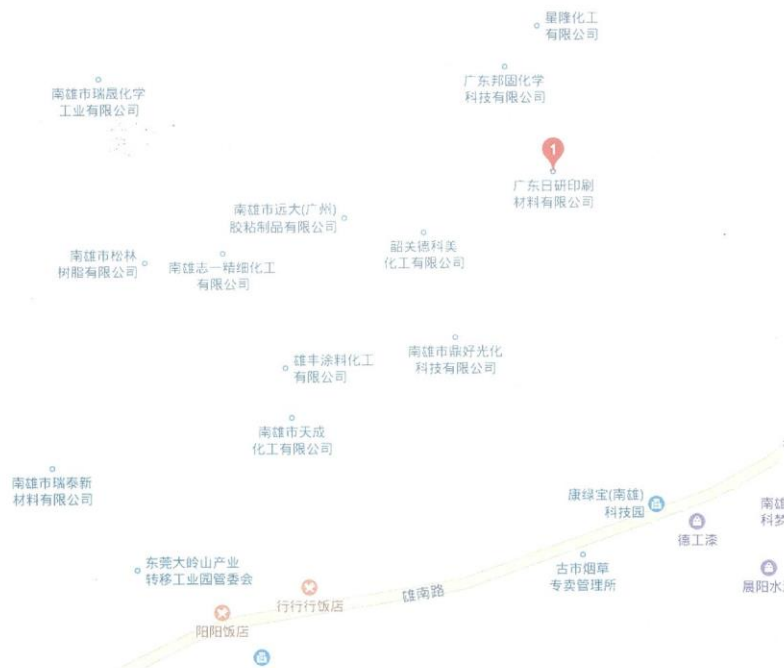 星隆化工
有限公司
广东邦固化学
科技有限公司
南雄市瑞晟化学
工业有限公司
1
广东日研印刷
材料有限公司
南雄市远大(广州)
胶粘制品有限公司
韶关德科美
化工有限公司
南雄市松林
树脂有限公司
南雄志一精细化工
有限公司
南雄市鼎好光化
科技有限公司
雄丰涂料化工
有限公司
南雄市天成
化工有限公司
南雄市瑞泰新
材料有限公司
康绿宝(南雄)
科技园
南雄
科梦
德工漆
东莞大岭山产业
转移工业园管委会
古市烟草
专卖管理所
晨阳水
行行行饭店
雄南路
阳阳饭店